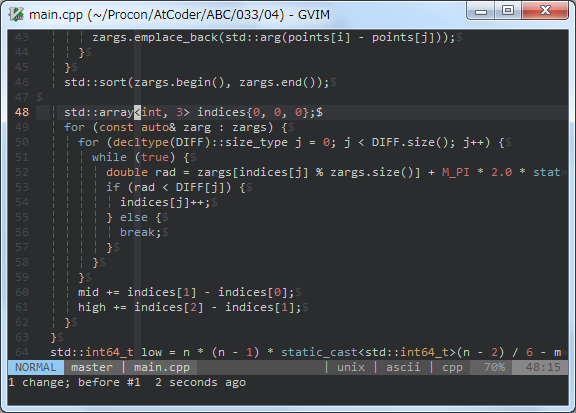 main.cpp (~/Procon/AtCoder/ABC/033/04) - GVIM
43 zargs.emplace_back(std::arg(points[i] - points[j]));$
44 }$
45 }$
46 std::sort(zargs.begin(), zargs.end());$
47 $
48 std::array<int, 3> indices{0, 0, 0};$
49 for (const auto& zarg : zargs) {$
50 for (decltype(DIFF)::size_type j = 0; j < DIFF.size(); j++) {$
51 while (true) {$
52 double rad = zargs[indices[j] % zargs.size()] + M_PI * 2.0 * stat=
53 if (rad < DIFF[j]) {$
54 indices[j]++;$
55 } else {$
56 break;$
57 }$
58 }$
59 }$
60 mid += indices[1] - indices[0];$
61 high += indices[2] - indices[1];$
62 }$
63 }$
64 std::int64_t low = n * (n - 1) * static_cast<std::int64_t>(n - 2) / 6 - m
NORMAL master | main.cpp | unix | ascii | cpp 70% 48:15
1 change; before #1 2 seconds ago